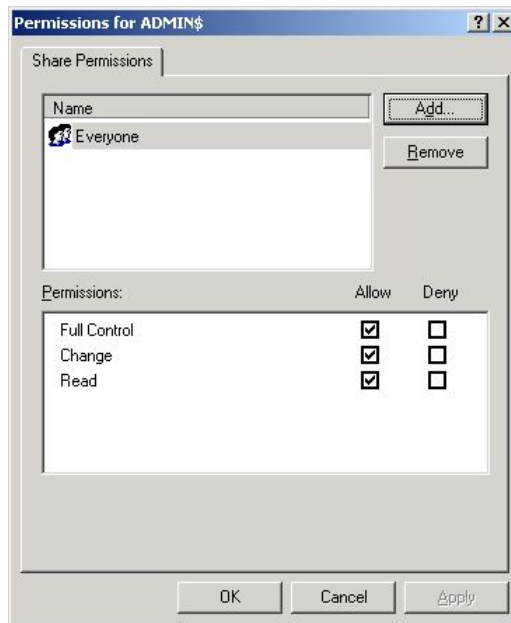 Permissions for ADMIN$
Share Permissions
Name
Add...
Everyone
Remove
Permissions: Allow Deny
Full Control
Change
Read
OK Cancel Apply